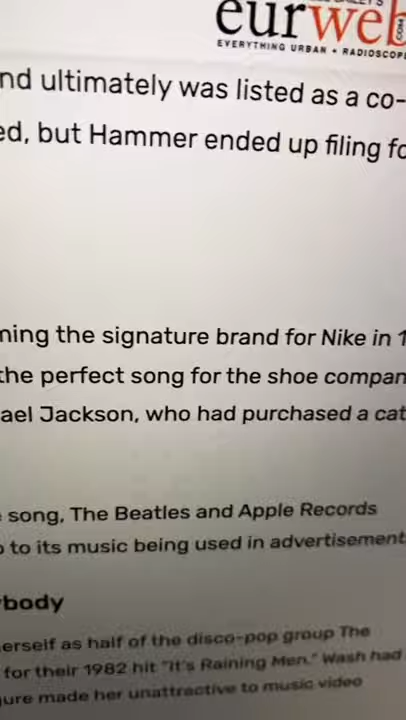 eurweb
.COM
EVERYTHING URBAN • RADIOSCOPE
nd ultimately was listed as a co-
ed, but Hammer ended up filing fo
ming the signature brand for Nike in 1
the perfect song for the shoe compan
ael Jackson, who had purchased a cat
song, The Beatles and Apple Records
o to its music being used in advertisement
ybody
erself as half of the disco-pop group The
for their 1982 hit "It's Raining Men." Wash had
gure made her unattractive to music video